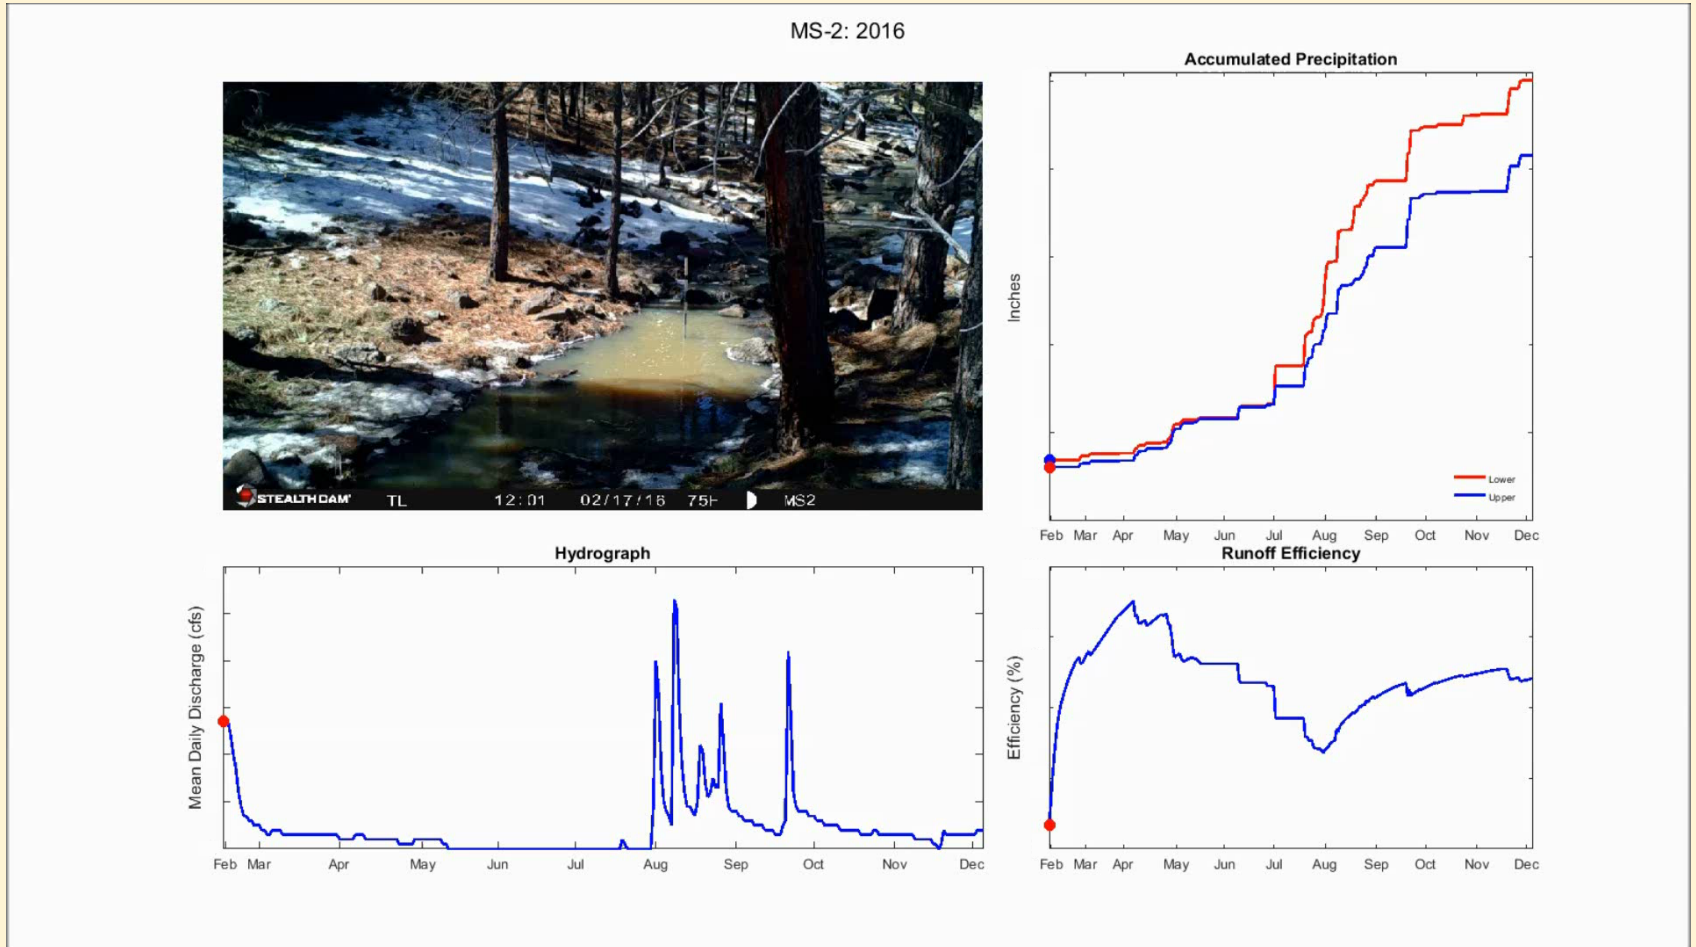 MS-2: 2016
STEALTH CAM
TL
12:01
02/17/16
75F
MS2
Accumulated Precipitation
Inches
Lower
Upper
Feb Mar Apr May Jun Jul Aug Sep Oct Nov Dec
Hydrograph
Mean Daily Discharge (cfs)
Feb Mar Apr May Jun Jul Aug Sep Oct Nov Dec
Runoff Efficiency
Efficiency (%)
Feb Mar Apr May Jun Jul Aug Sep Oct Nov Dec